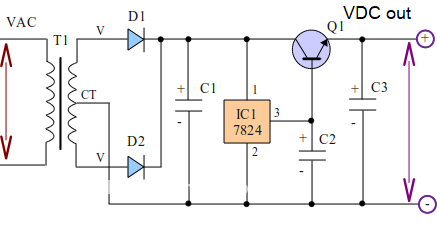 VAC
T1
V
D1
Q1
VDC out
+
CT
+
C1
-
1
IC1
7824
3
2
+
C2
-
+
C3
-
V
D2
+
-